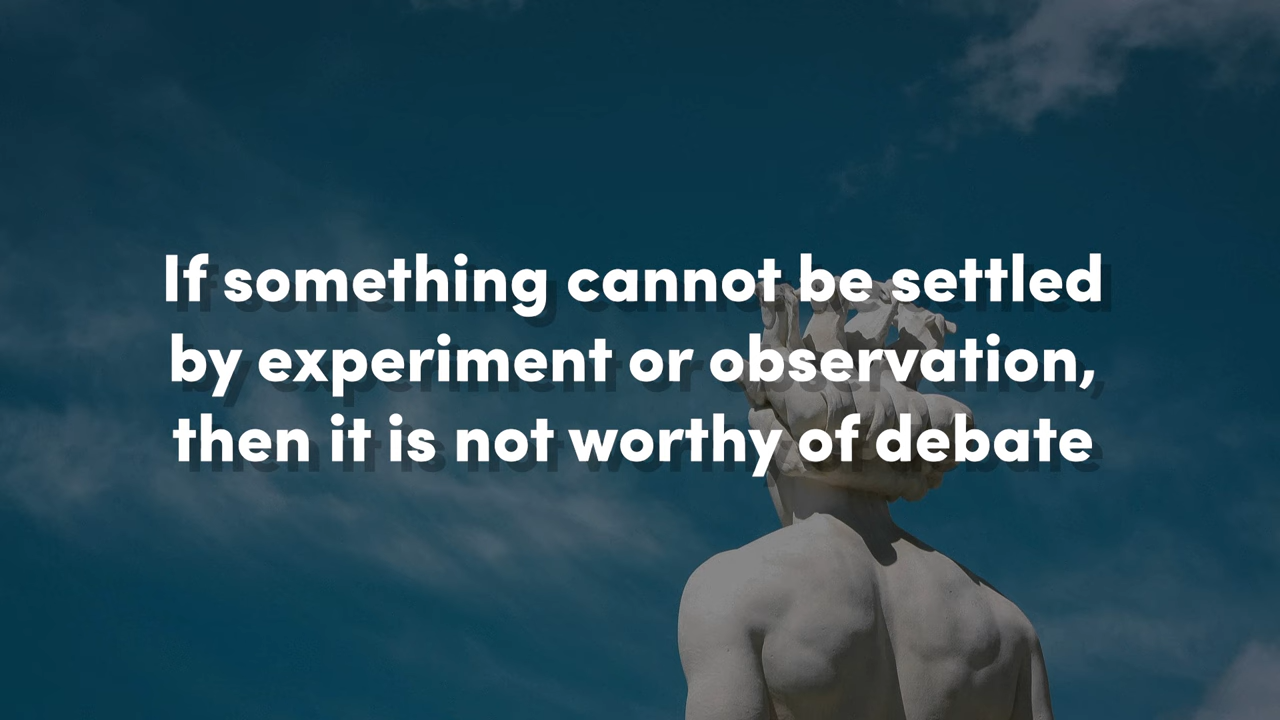 If something cannot be settled
by experiment or observation,
then it is not worthy of debate